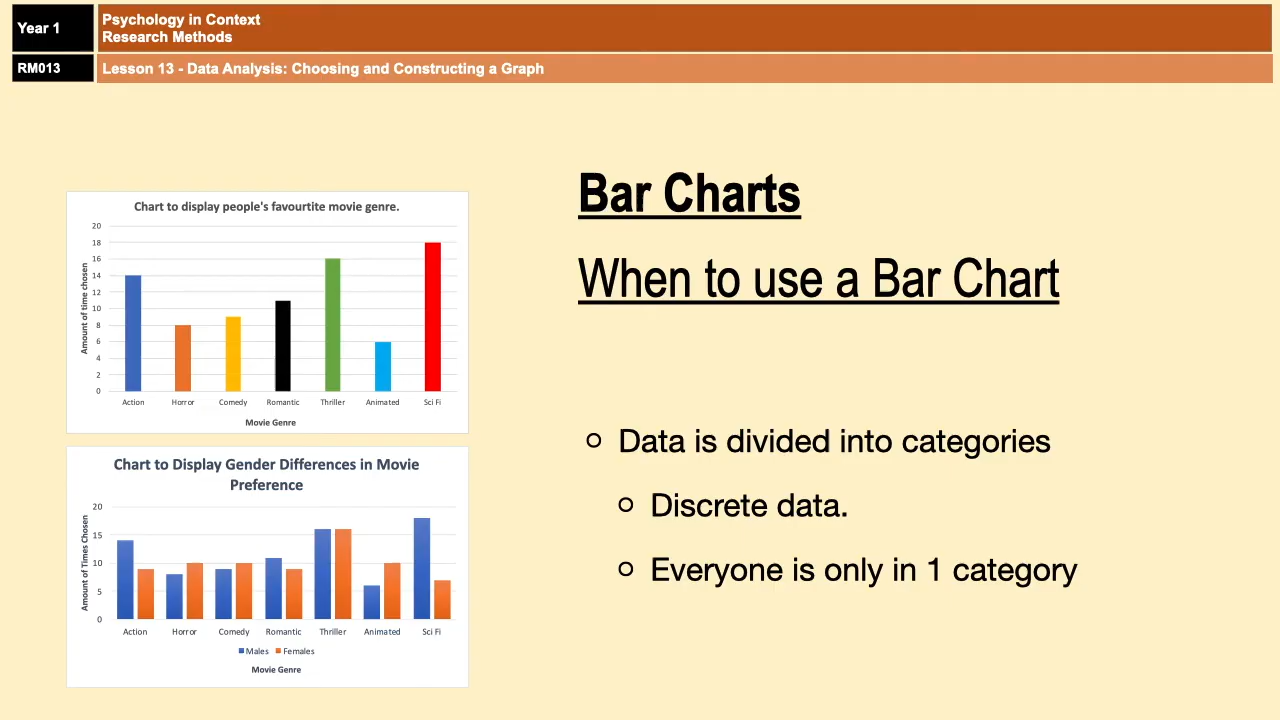 Year 1
Psychology in Context
Research Methods
RM013
Lesson 13 - Data Analysis: Choosing and Constructing a Graph
Chart to display people's favourtite movie genre.
20
18
16
14
12
10
8
6
4
2
0
Amount of time chosen
Action Horror Comedy Romantic Thriller Animated Sci Fi
Movie Genre
Chart to Display Gender Differences in Movie
Preference
20
15
10
5
0
Amount of Times Chosen
Action Horror Comedy Romantic Thriller Animated Sci Fi
Males Females
Movie Genre
Bar Charts
When to use a Bar Chart
Data is divided into categories
Discrete data.
Everyone is only in 1 category